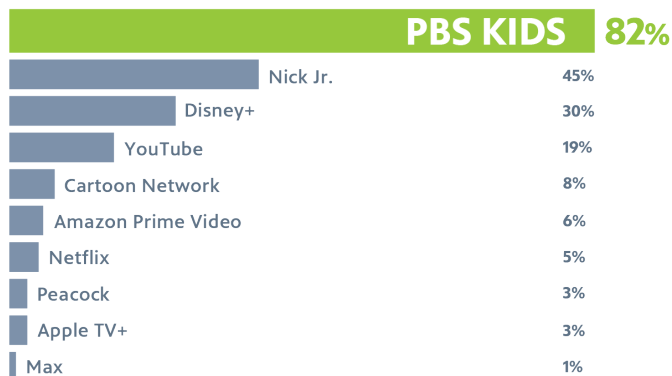 PBS KIDS 82%
Nick Jr. 45%
Disney+ 30%
YouTube 19%
Cartoon Network 8%
Amazon Prime Video 6%
Netflix 5%
Peacock 3%
Apple TV+ 3%
Max 1%